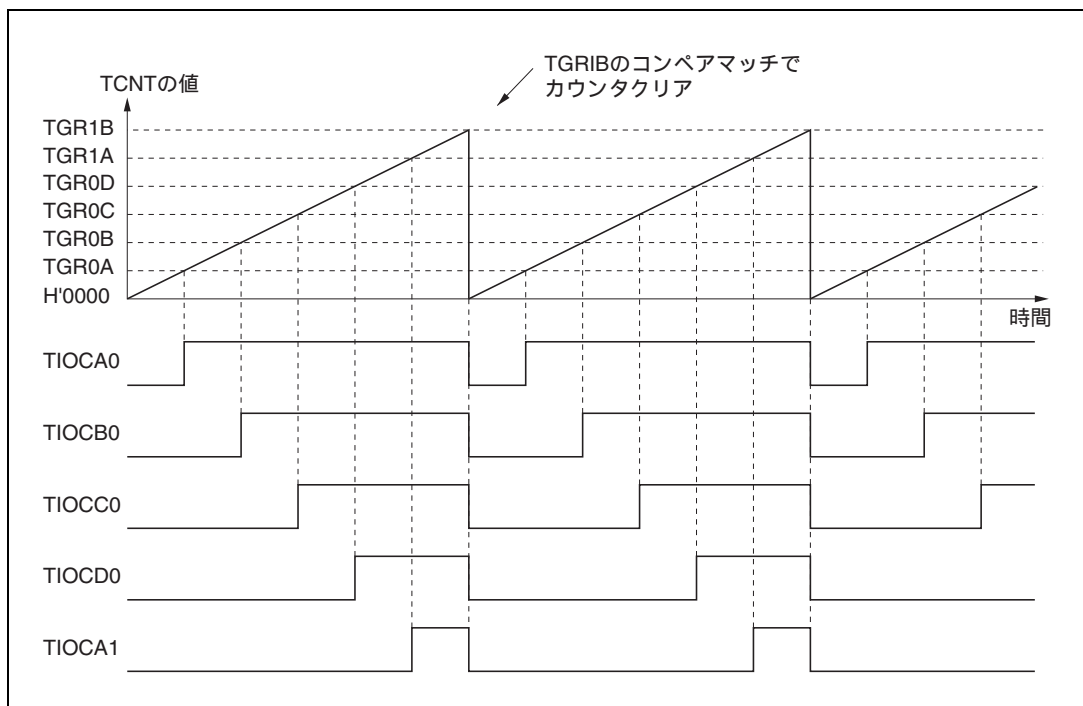 TGRIBのコンペアマッチで
カウンタクリア
TCNTの値
TGR1B
TGR1A
TGR0D
TGR0C
TGR0B
TGR0A
H'0000
時間
TIOCA0
TIOCB0
TIOCC0
TIOCD0
TIOCA1